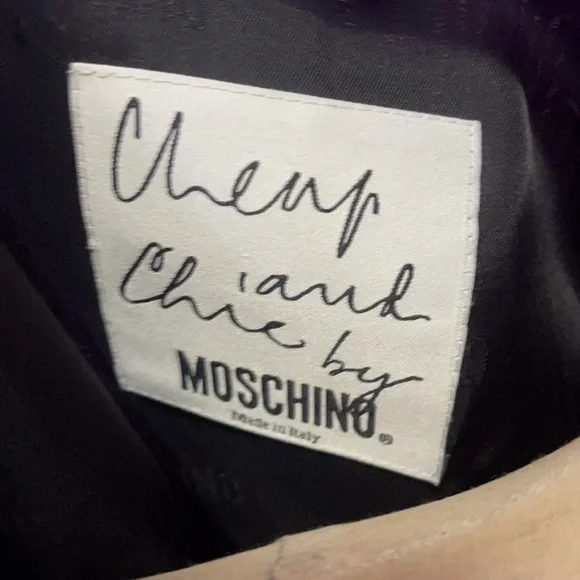 Cheap
and
Chic by
MOSCHINO®
Made in Italy